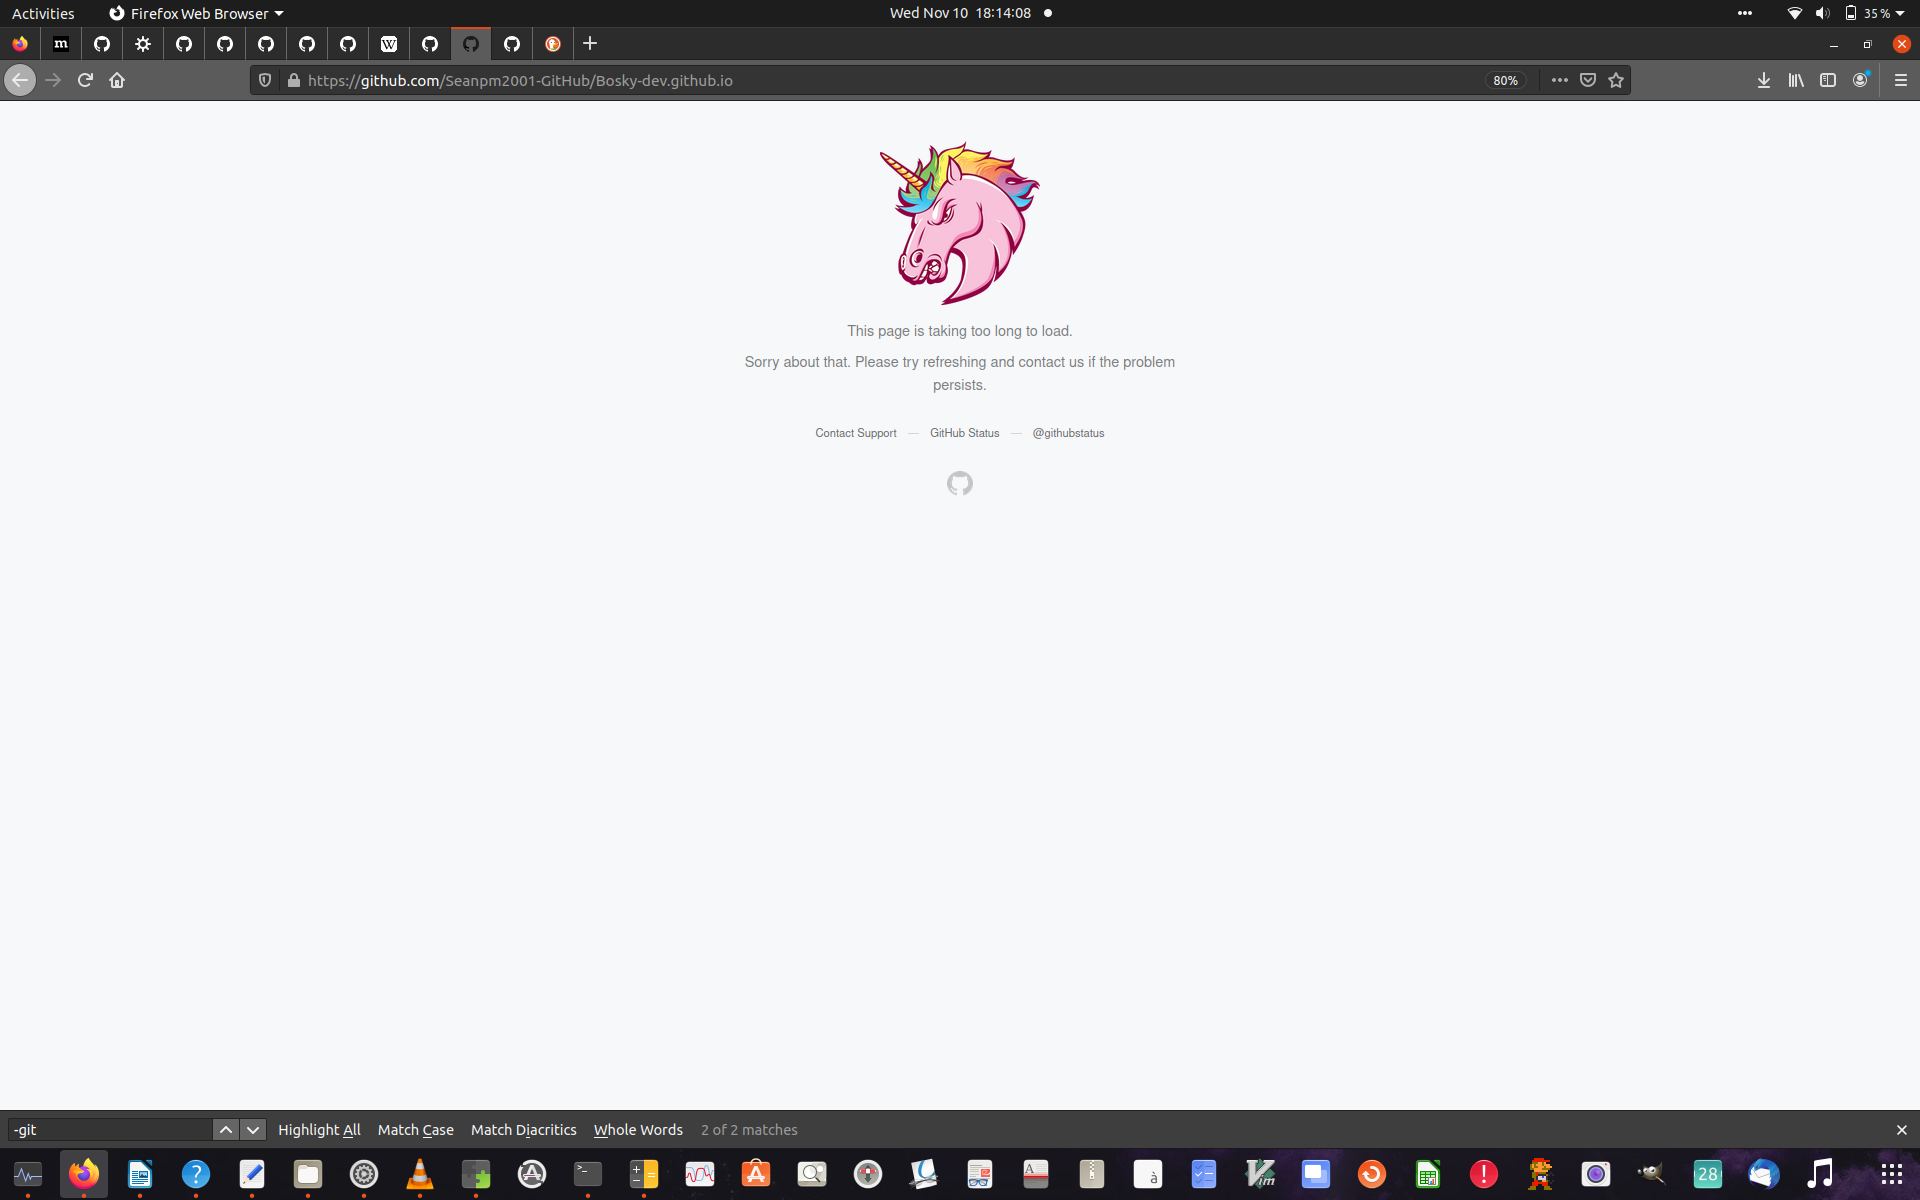 Activities
Firefox Web Browser
Wed Nov 10 18:14:08
35 %
m
W
https://github.com/Seanpm2001-GitHub/Bosky-dev.github.io
80%
This page is taking too long to load.
Sorry about that. Please try refreshing and contact us if the problem
persists.
Contact Support — GitHub Status — @githubstatus
-git
Highlight All
Match Case
Match Diacritics
Whole Words
2 of 2 matches
?
>_
A
à
Vim
!
28